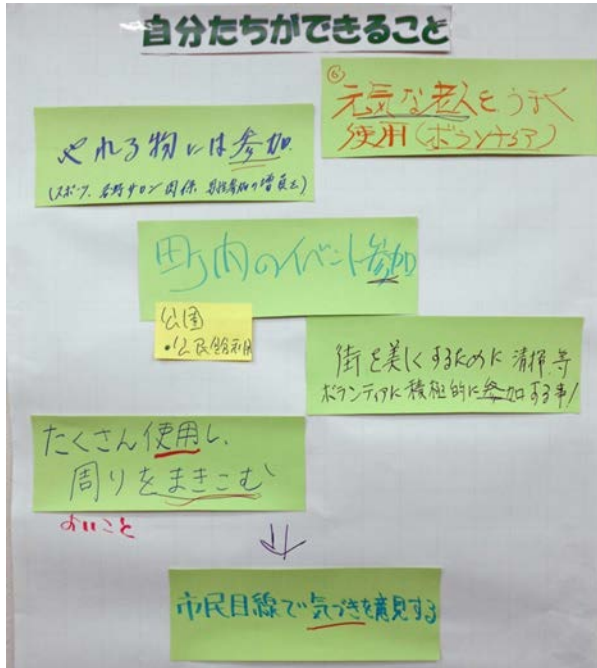 自分たちができること
⑥
元気な老人をうまく
使用(ボランティア)
やれる物には参加
(スポーツ、 サロン関係、 の増員も)
町内のイベント参加
公園
・公民館利用
街を美しくするために清掃等
ボランティアに積極的に参加する事!
たくさん使用し、
周りをまきこむ
よいこと
市民目線で気づきを意見する